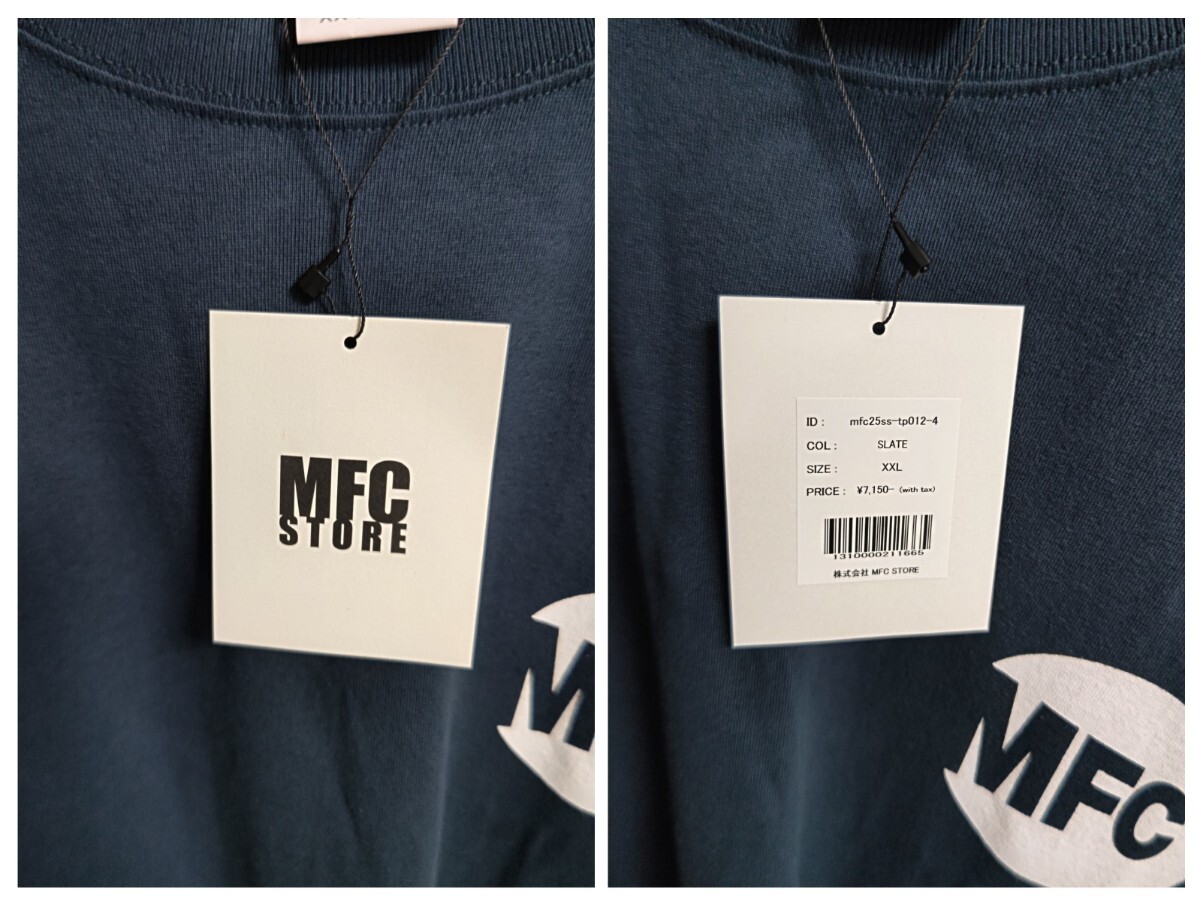 MFC
STORE
M
ID : mfc25ss-tp012-4
COL : SLATE
SIZE : XXL
PRICE : ¥7,150- (with tax)
1310000211665
株式会社 MFC STORE
MFC